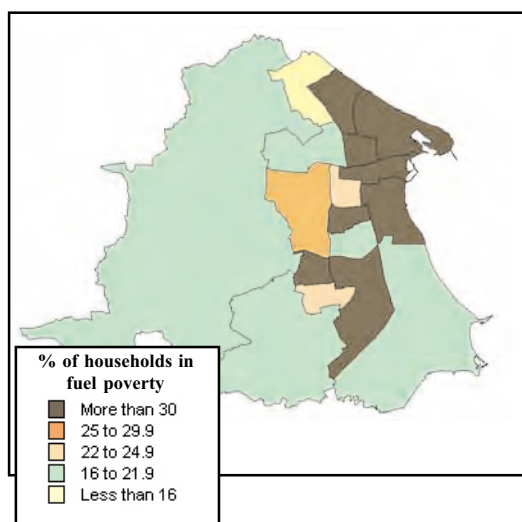 % of households in
fuel poverty
More than 30
25 to 29.9
22 to 24.9
16 to 21.9
Less than 16